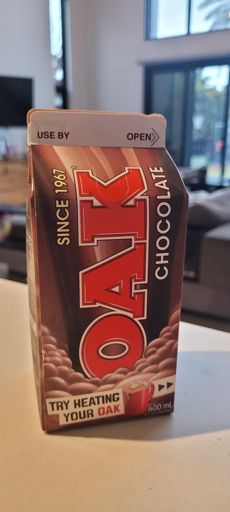 USE BY OPEN
SINCE 1967
OAK
CHOCOLATE
TRY HEATING
YOUR OAK
600 mL